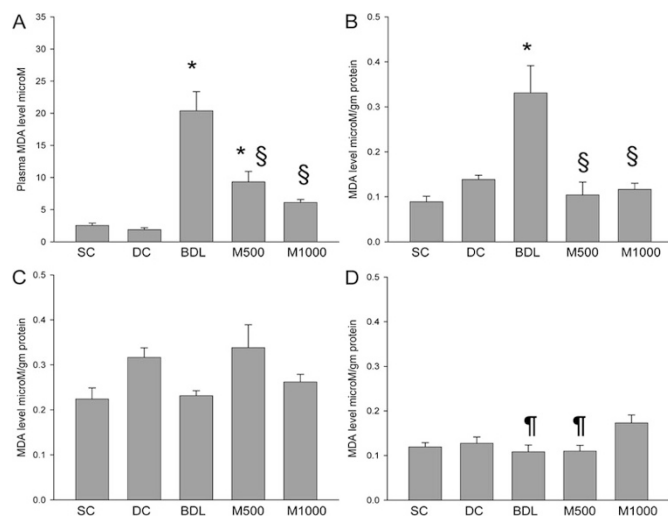 A
Plasma MDA level microM
35
30
25
20
15
10
5
0
*
* §
§
SC DC BDL M500 M1000
B
MDA level microM/gm protein
0.5
0.4
0.3
0.2
0.1
0.0
*
§ §
SC DC BDL M500 M1000
C
MDA level microM/gm protein
0.5
0.4
0.3
0.2
0.1
0.0
SC DC BDL M500 M1000
D
MDA level microM/gm protein
0.5
0.4
0.3
0.2
0.1
0.0
¶ ¶
SC DC BDL M500 M1000